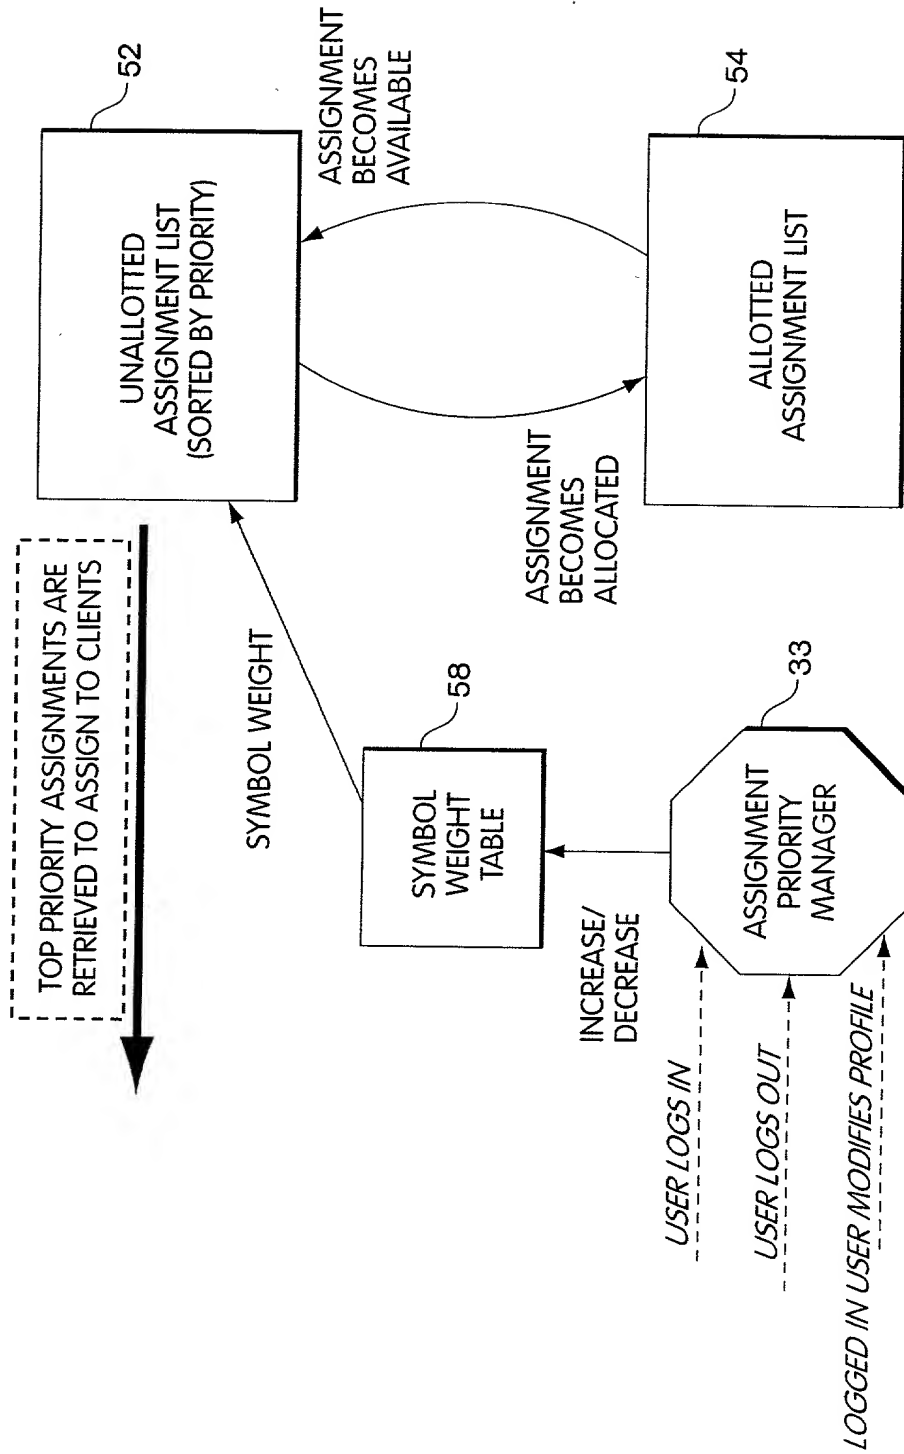 TOP PRIORITY ASSIGNMENTS ARE
RETRIEVED TO ASSIGN TO CLIENTS
52
UNALLOTTED
ASSIGNMENT LIST
(SORTED BY PRIORITY)
ASSIGNMENT
BECOMES
AVAILABLE
SYMBOL WEIGHT
58
SYMBOL
WEIGHT
TABLE
ASSIGNMENT
BECOMES
ALLOCATED
54
ALLOTTED
ASSIGNMENT LIST
INCREASE/
DECREASE
33
ASSIGNMENT
PRIORITY
MANAGER
USER LOGS IN
USER LOGS OUT
LOGGED IN USER MODIFIES PROFILE